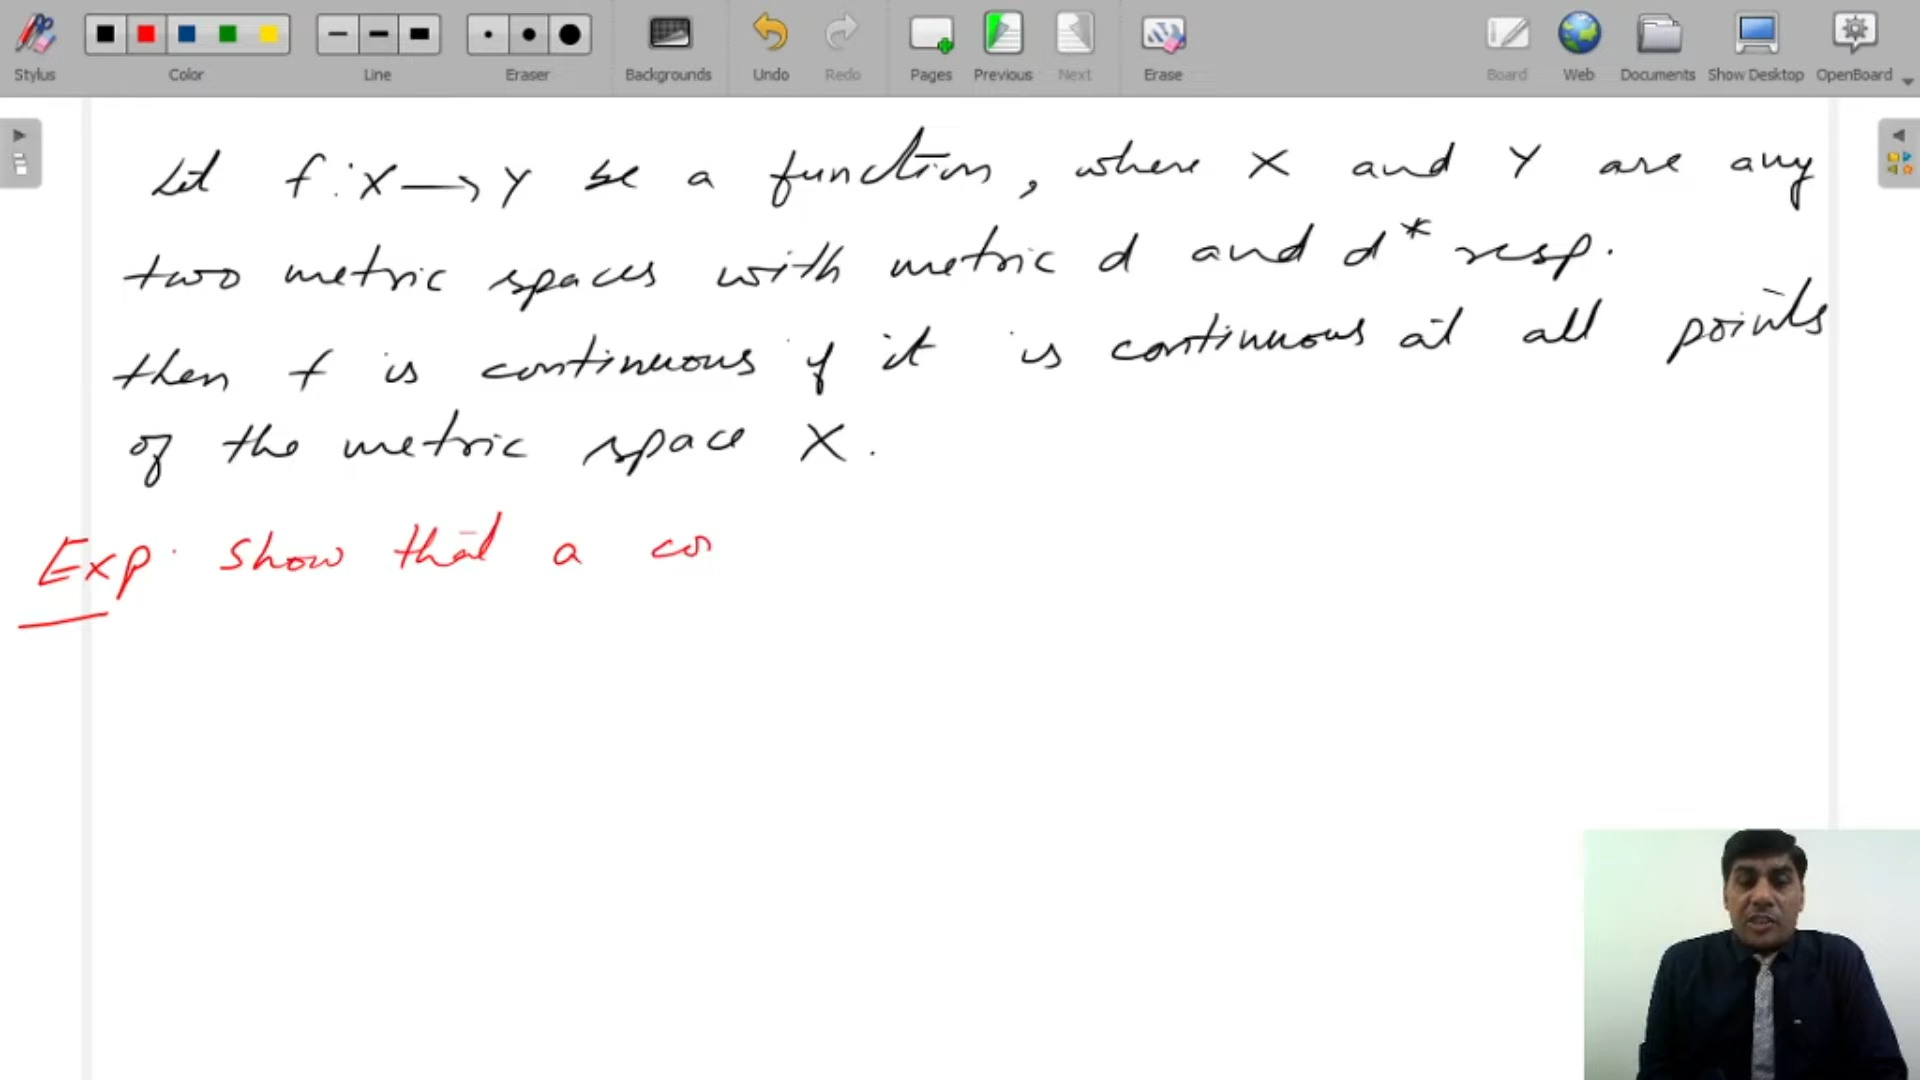 Stylus
Color
Line
Eraser
Backgrounds
Undo
Redo
Pages
Previous
Next
Erase
Board
Web
Documents
Show Desktop
OpenBoard
Let f:X⟶Y be a function, where X and Y are any
two metric spaces with metric d and d* resp.
then f is continuous if it is continuous at all points
of the metric space X.
Exp. Show that a con